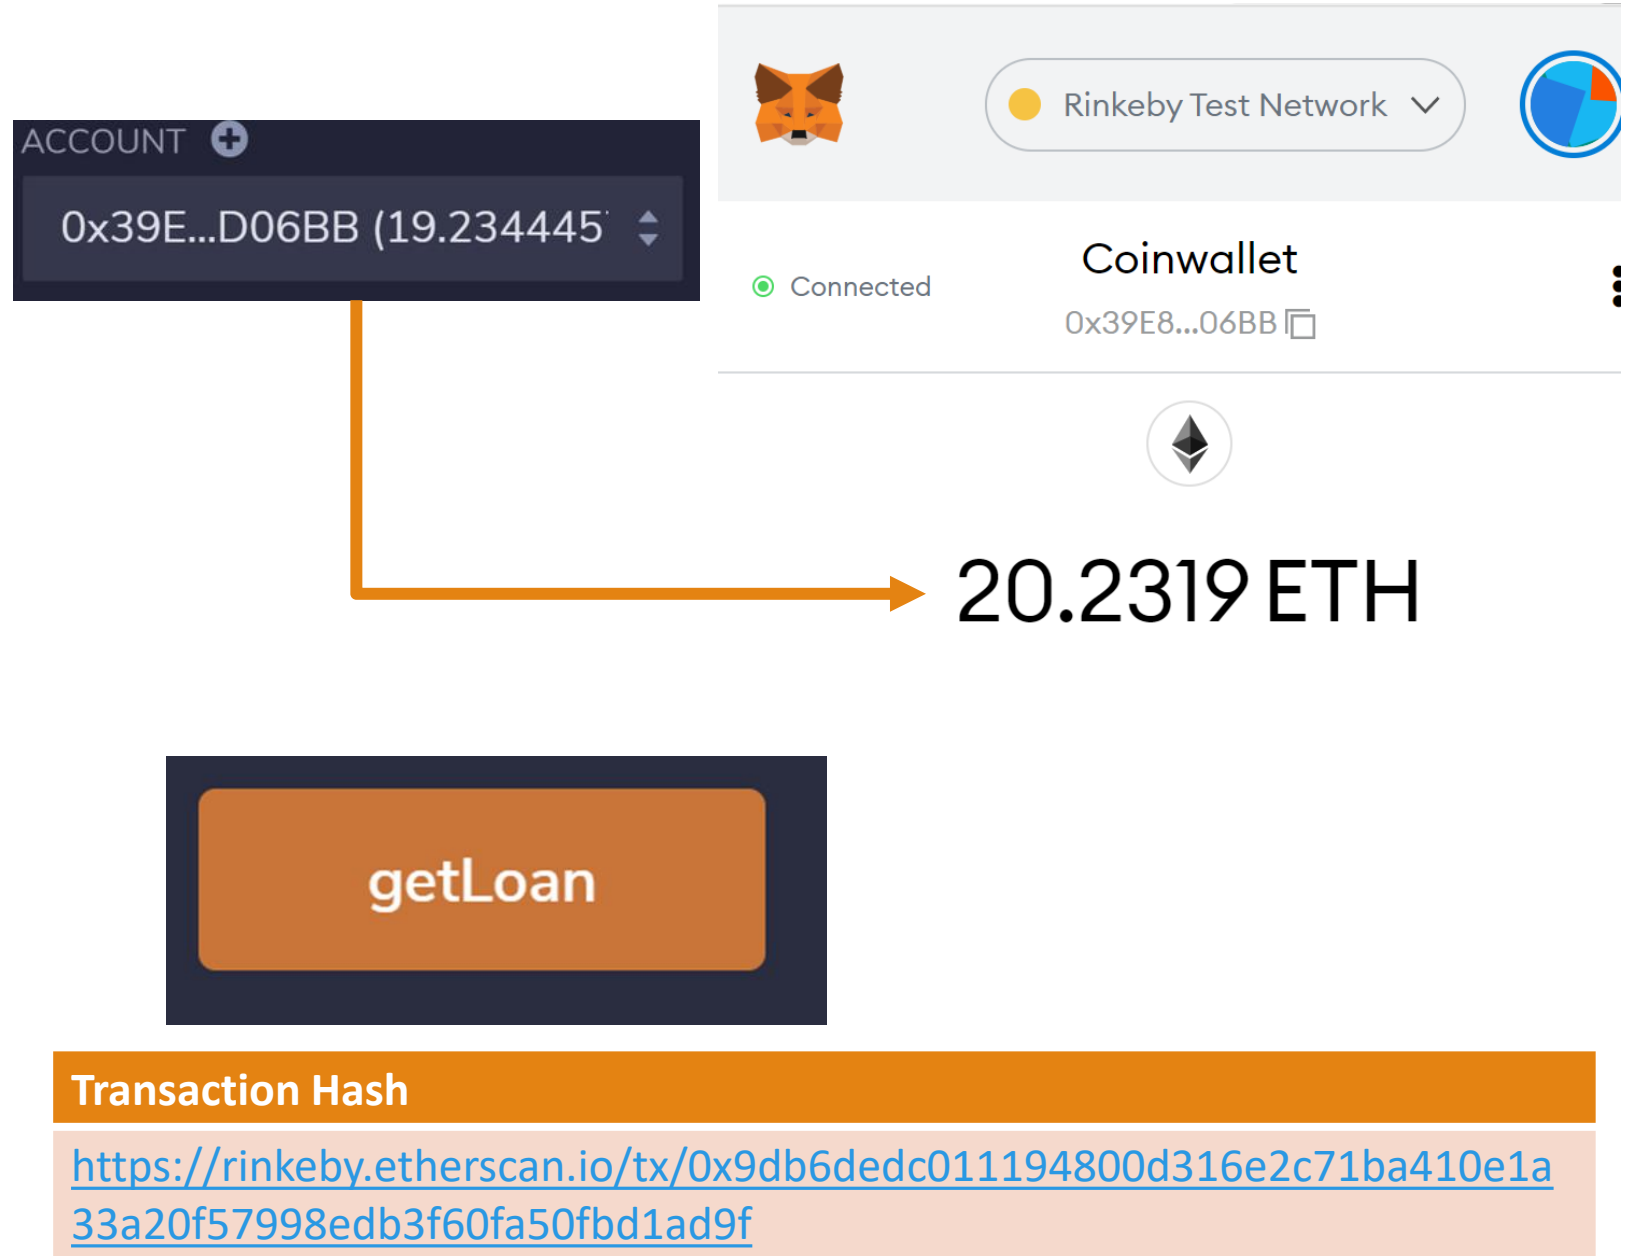 ACCOUNT
0x39E...D06BB (19.234445
Rinkeby Test Network
Connected
Coinwallet
0x39E8...06BB
20.2319 ETH
getLoan
Transaction Hash
https://rinkeby.etherscan.io/tx/0x9db6dedc011194800d316e2c71ba410e1a
33a20f57998edb3f60fa50fbd1ad9f